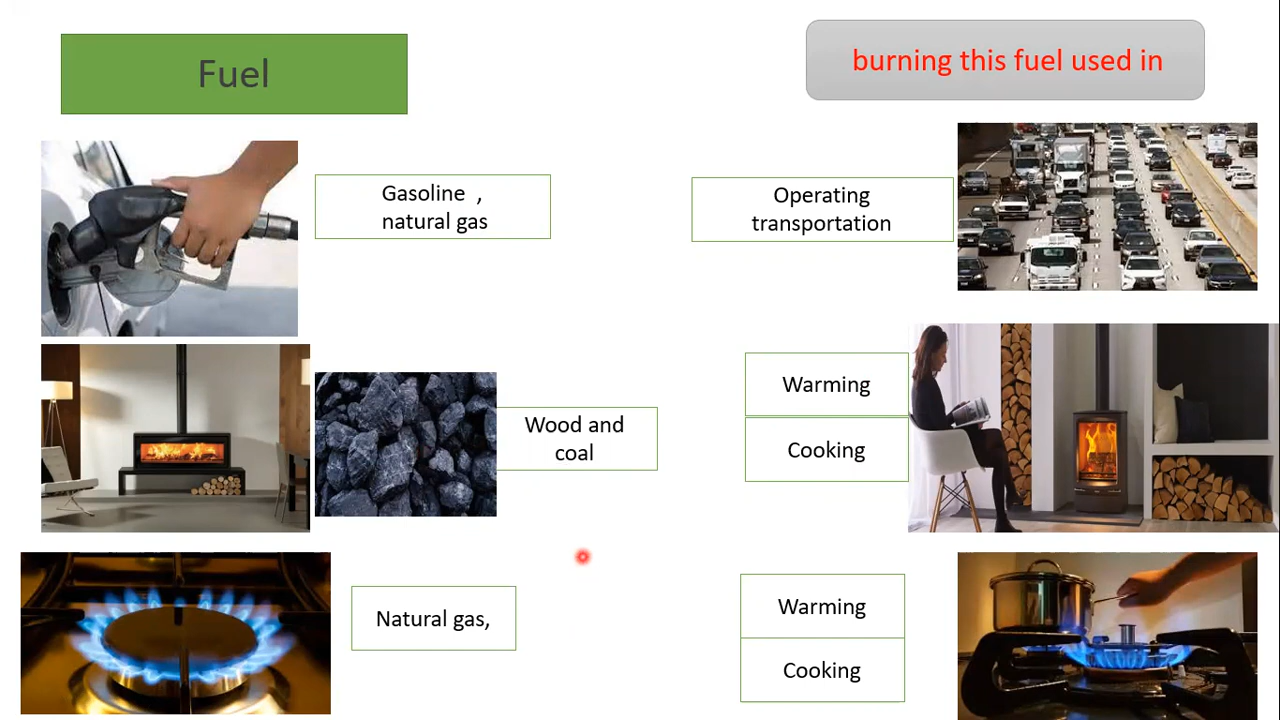 Fuel
burning this fuel used in
Gasoline ,
natural gas
Operating
transportation
Wood and
coal
Warming
Cooking
Natural gas,
Warming
Cooking